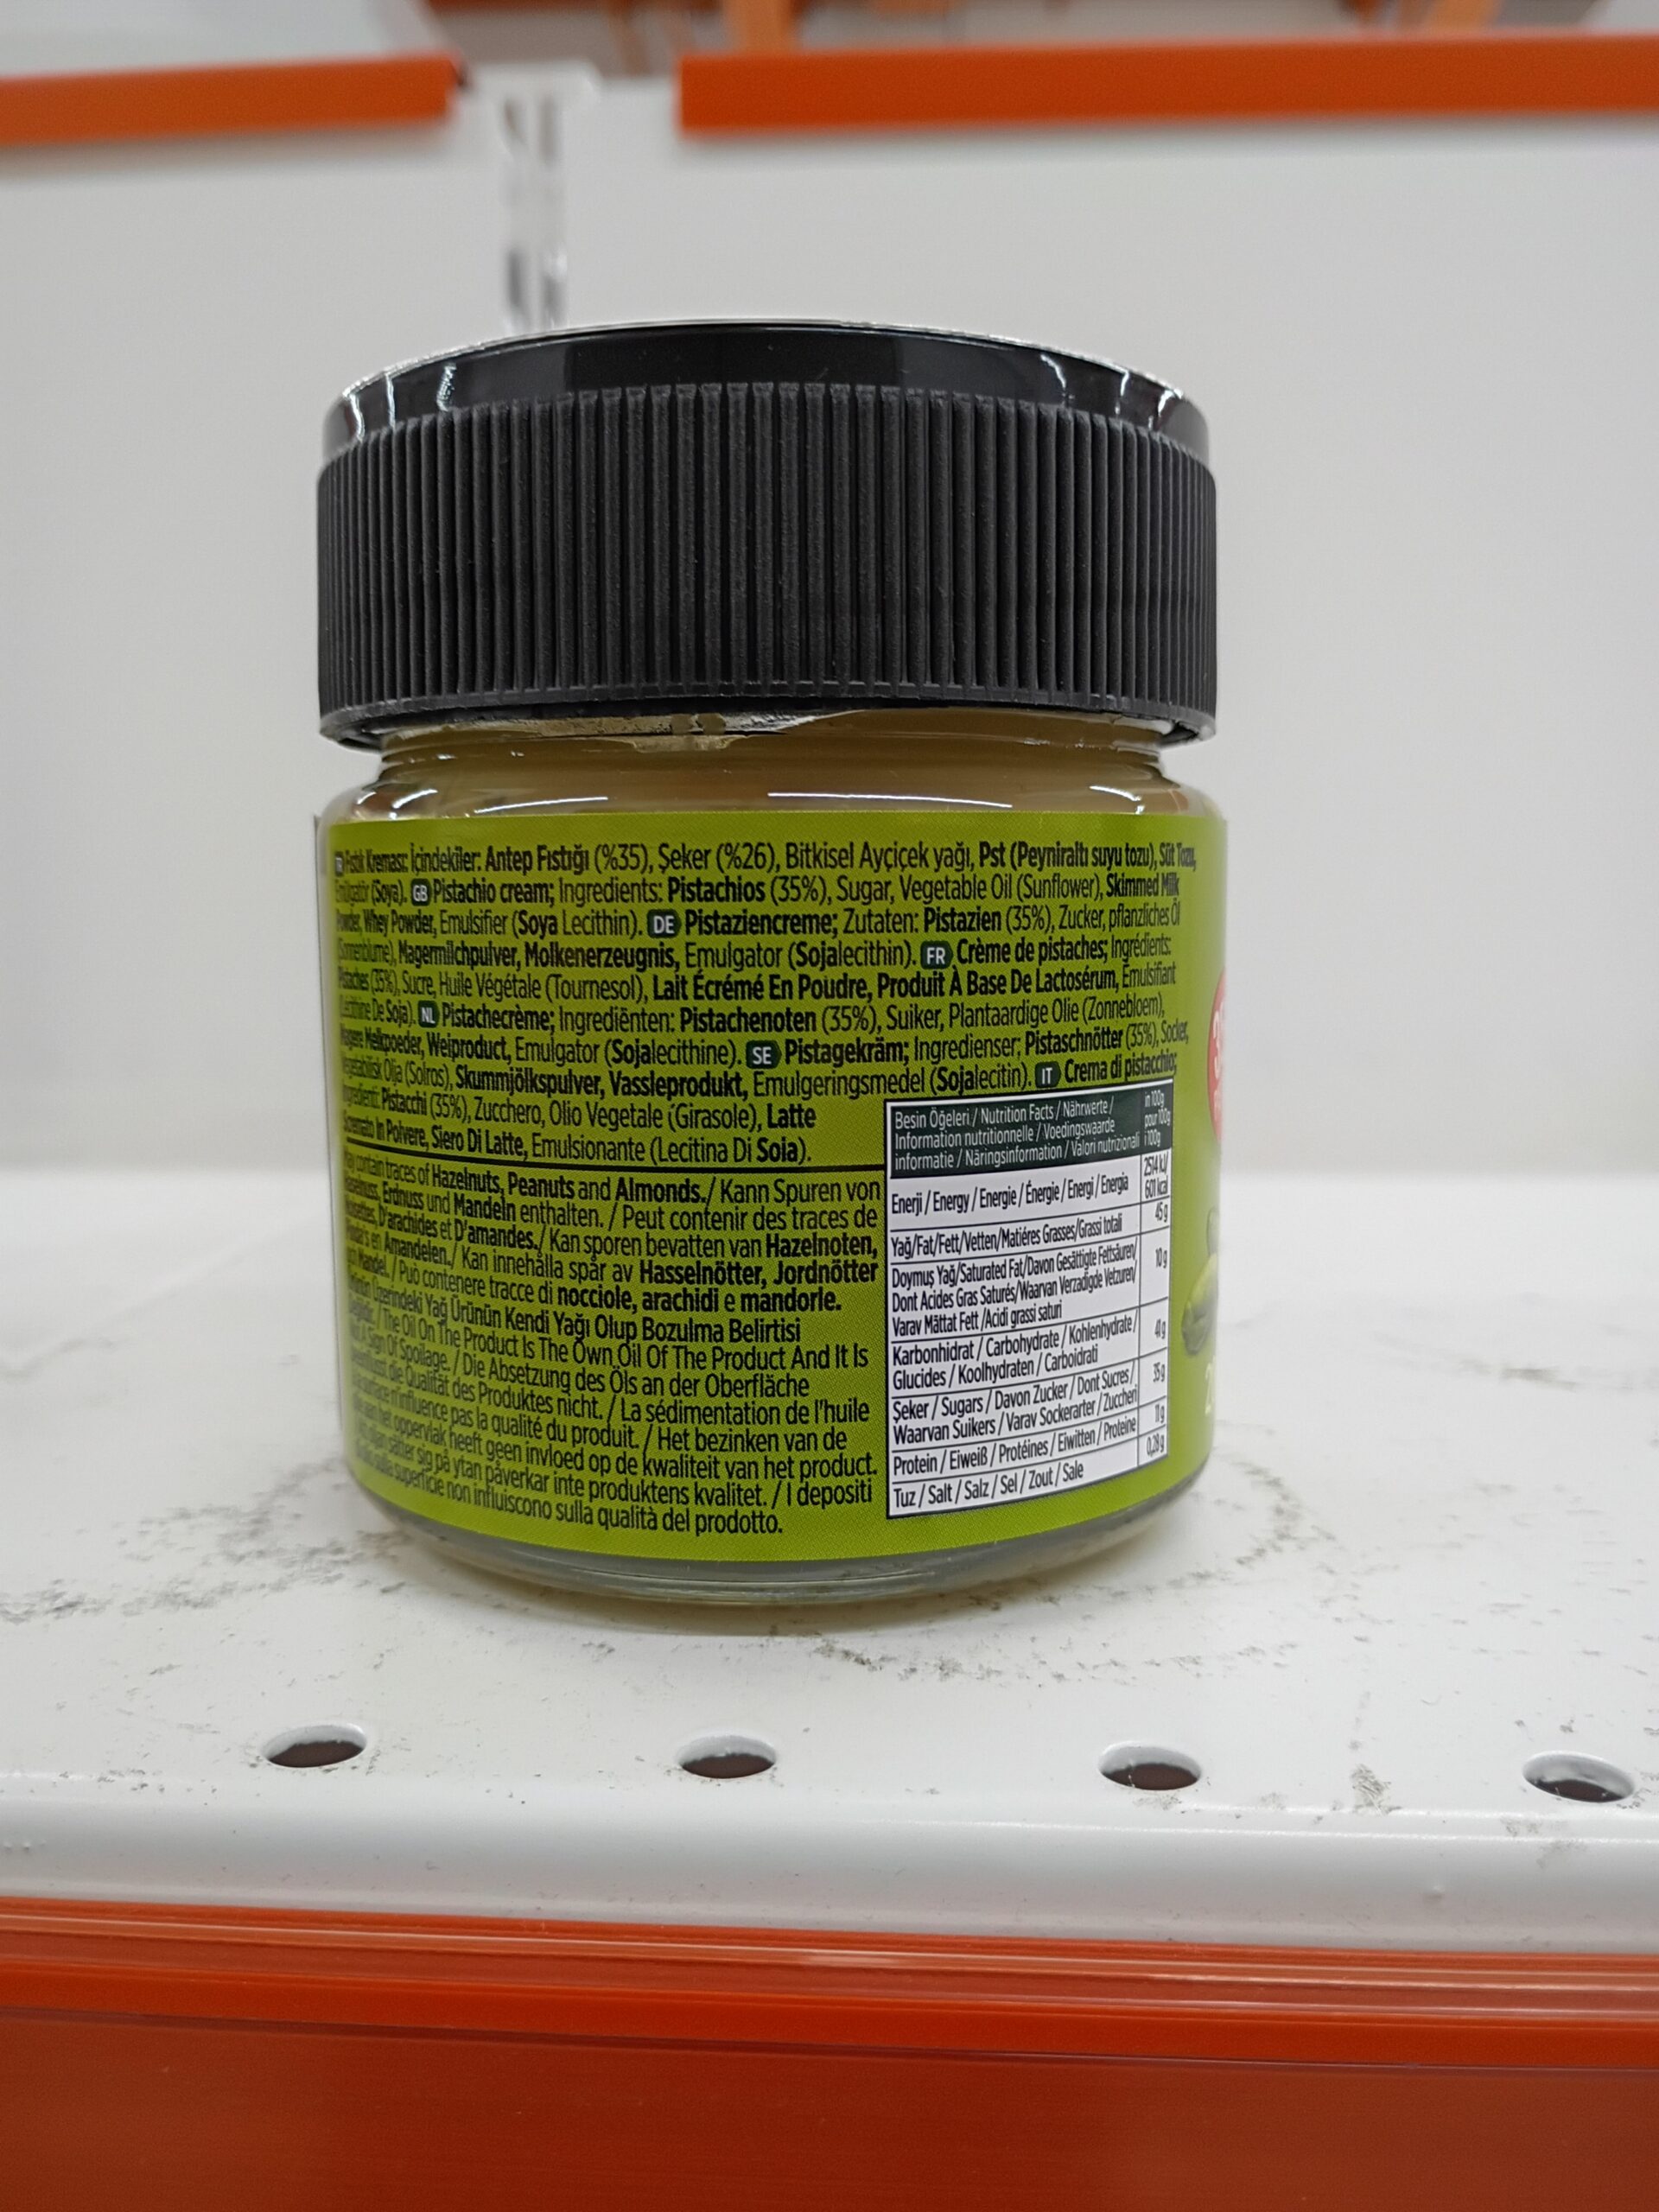 TR Fıstık Kreması: İçindekiler: Antep Fıstığı (%35), Şeker (%26), Bitkisel Ayçiçek yağı, Pst (Peyniraltı suyu tozu), Süt Tozu,
Emülgatör (Soya). GB Pistachio cream; Ingredients: Pistachios (35%), Sugar, Vegetable Oil (Sunflower), Skimmed Milk
Powder, Whey Powder, Emulsifier (Soya Lecithin). DE Pistaziencreme; Zutaten: Pistazien (35%), Zucker, pflanzliches Öl
(Sonnenblume), Magermilchpulver, Molkenerzeugnis, Emulgator (Sojalecithin). FR Crème de pistaches; Ingrédients:
Pistaches (35%), Sucre, Huile Végétale (Tournesol), Lait Écrémé En Poudre, Produit À Base De Lactosérum, Émulsifiant
(Lécithine De Soja). NL Pistachecrème; Ingrediënten: Pistachenoten (35%), Suiker, Plantaardige Olie (Zonnebloem),
Magere Melkpoeder, Weiproduct, Emulgator (Sojalecithine). SE Pistagekräm; Ingredienser; Pistaschnötter (35%), Socker,
Vegetabilisk Olja (Solros), Skummjölkspulver, Vassleprodukt, Emulgeringsmedel (Sojalecitin). IT Crema di pistacchio;
Ingredienti: Pistacchi (35%), Zucchero, Olio Vegetale (Girasole), Latte
Scremato In Polvere, Siero Di Latte, Emulsionante (Lecitina Di Soia).
May contain traces of Hazelnuts, Peanuts and Almonds./ Kann Spuren von
Haselnuss, Erdnuss und Mandeln enthalten. / Peut contenir des traces de
Noisettes, D'arachides et D'amandes./ Kan sporen bevatten van Hazelnoten,
en Amandelen./ Kan innehålla spår av Hasselnötter, Jordnötter
och Mandel. / Può contenere tracce di nocciole, arachidi e mandorle.
Ürünün Üzerindeki Yağ Ürünün Kendi Yağı Olup Bozulma Belirtisi
Değildir. / The Oil On The Product Is The Own Oil Of The Product And It Is
Not A Sign Of Spoilage. / Die Absetzung des Öls an der Oberfläche
die Qualität des Produktes nicht. / La sédimentation de l'huile
surface n'influence pas la qualité du produit. / Het bezinken van de
aan het oppervlak heeft geen invloed op de kwaliteit van het product.
oljan sätter sig på ytan påverkar inte produktens kvalitet. / I depositi
sulla superficie non influiscono sulla qualità del prodotto.
Besin Öğeleri / Nutrition Facts / Nährwerte /
Information nutritionnelle / Voedingswaarde
informatie / Näringsinformation / Valori nutrizionali
in 100g
pour 100g
i 100g
Enerji / Energy / Energie / Énergie / Energi / Energia 2514 kJ/
601 kcal
Yağ/Fat/Fett/Vetten/Matiéres Grasses/Grassi totali 45 g
Doymuş Yağ/Saturated Fat/Davon Gesättigte Fettsäuren/
Dont Acides Gras Saturés/Waarvan Verzadigde Vetzuren/
Varav Mättat Fett /Acidi grassi saturi 10 g
Karbonhidrat / Carbohydrate / Kohlenhydrate /
Glucides / Koolhydraten / Carboidrati 41 g
Şeker / Sugars / Davon Zucker / Dont Sucres /
Waarvan Suikers / Varav Sockerarter / Zuccheri 35 g
Protein / Eiweiß / Protéines / Eiwitten / Proteine 11 g
Tuz / Salt / Salz / Sel / Zout / Sale 0,28 g